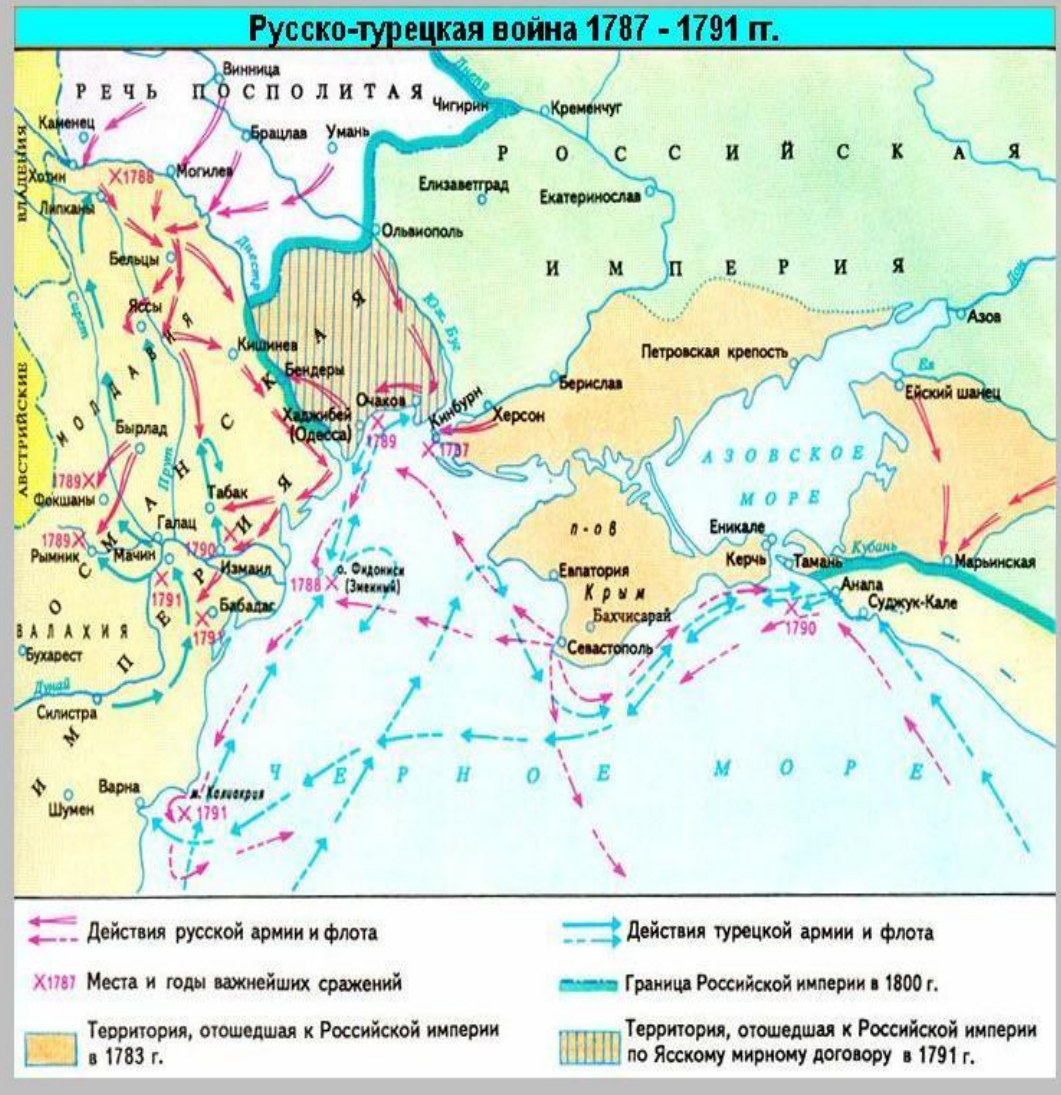 Русско-турецкая война 1787 - 1791 гг.
Винница
РЕЧЬ ПОСПОЛИТАЯ
Днепр
Чигирин
Кременчуг
Каменец
Брацлав
Умань
РОССИЙСКАЯ
ВЛАДЕНИЯ
Хотин
1788
Могилев
Липканы
Елизаветград
Екатеринослав
Ольвиополь
Днестр
Бельцы
ИМПЕРИЯ
Дон
Сирет
Яссы
Юж. Буг
Азов
Кишинев
Петровская крепость
Ея
Бендеры
Берислав
Ейский шанец
МОЛДАВИЯ
Очаков
Кинбурн
Херсон
Хаджибей
(Одесса)
1789
1787
АВСТРИЙСКИЕ
Бырлад
АЗОВСКОЕ
МОРЕ
1789
Прут
Фокшаны
Табак
ОСМАНСКАЯ
Галац
п-ов
Еникале
1789
Рымник
Мачин
1790
Измаил
Керчь
Тамань
Кубань
Марьинская
1788
о. Фидониси
(Змеиный)
Евпатория
Крым
Анапа
1791
Бабадаг
Бахчисарай
Суджук-Кале
1791
1790
ВАЛАХИЯ
Бухарест
Севастополь
Дунай
Силистра
ИМПЕРИЯ
ЧЕРНОЕ МОРЕ
Варна
м. Калиакрия
Шумен
1791
Действия русской армии и флота
Действия турецкой армии и флота
1787 Места и годы важнейших сражений
Граница Российской империи в 1800 г.
Территория, отошедшая к Российской империи
в 1783 г.
Территория, отошедшая к Российской империи
по Ясскому мирному договору в 1791 г.